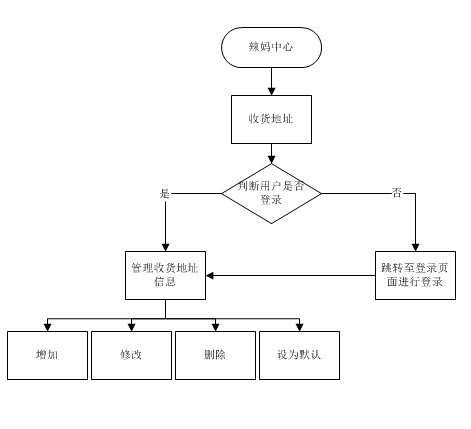 辣妈中心
收货地址
判断用户是否
登录
是
否
管理收货地址
信息
跳转至登录页
面进行登录
增加
修改
删除
设为默认